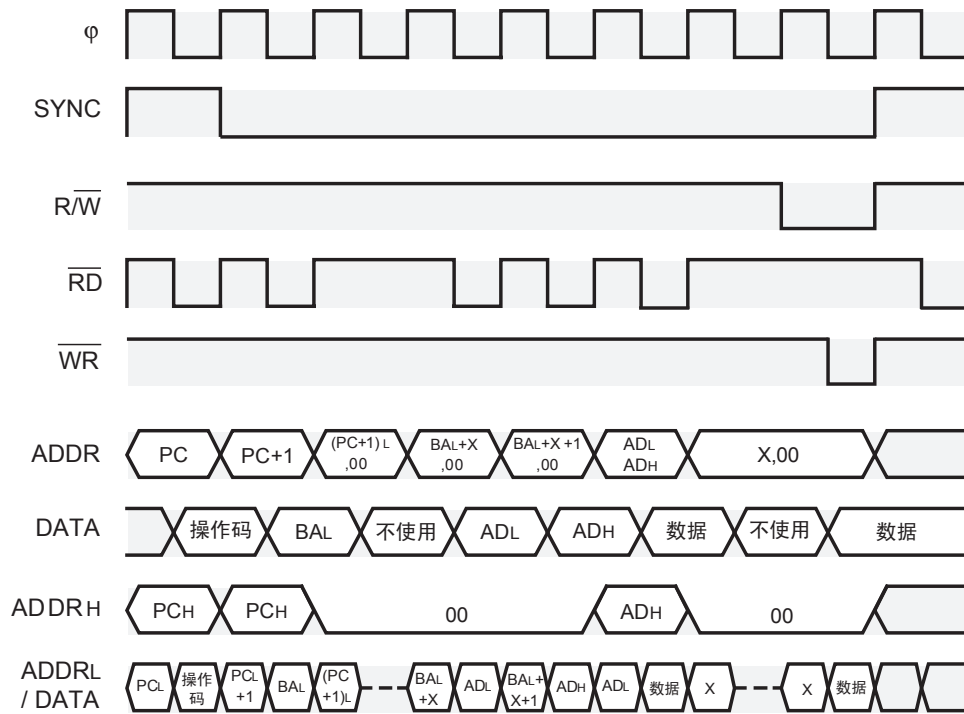 φ
SYNC
R/W̅
R̅D̅
W̅R̅
ADDR PC PC+1 (PC+1) L ,00 BAL+X ,00 BAL+X +1 ,00 ADL ADH X,00
DATA 操作码 BAL 不使用 ADL ADH 数据 不使用 数据
ADDRH PCH PCH 00 ADH 00
ADDRL / DATA PCL 操作码 PCL +1 BAL (PC +1)L BAL +X ADL BAL+ X+1 ADH ADL 数据 X X 数据